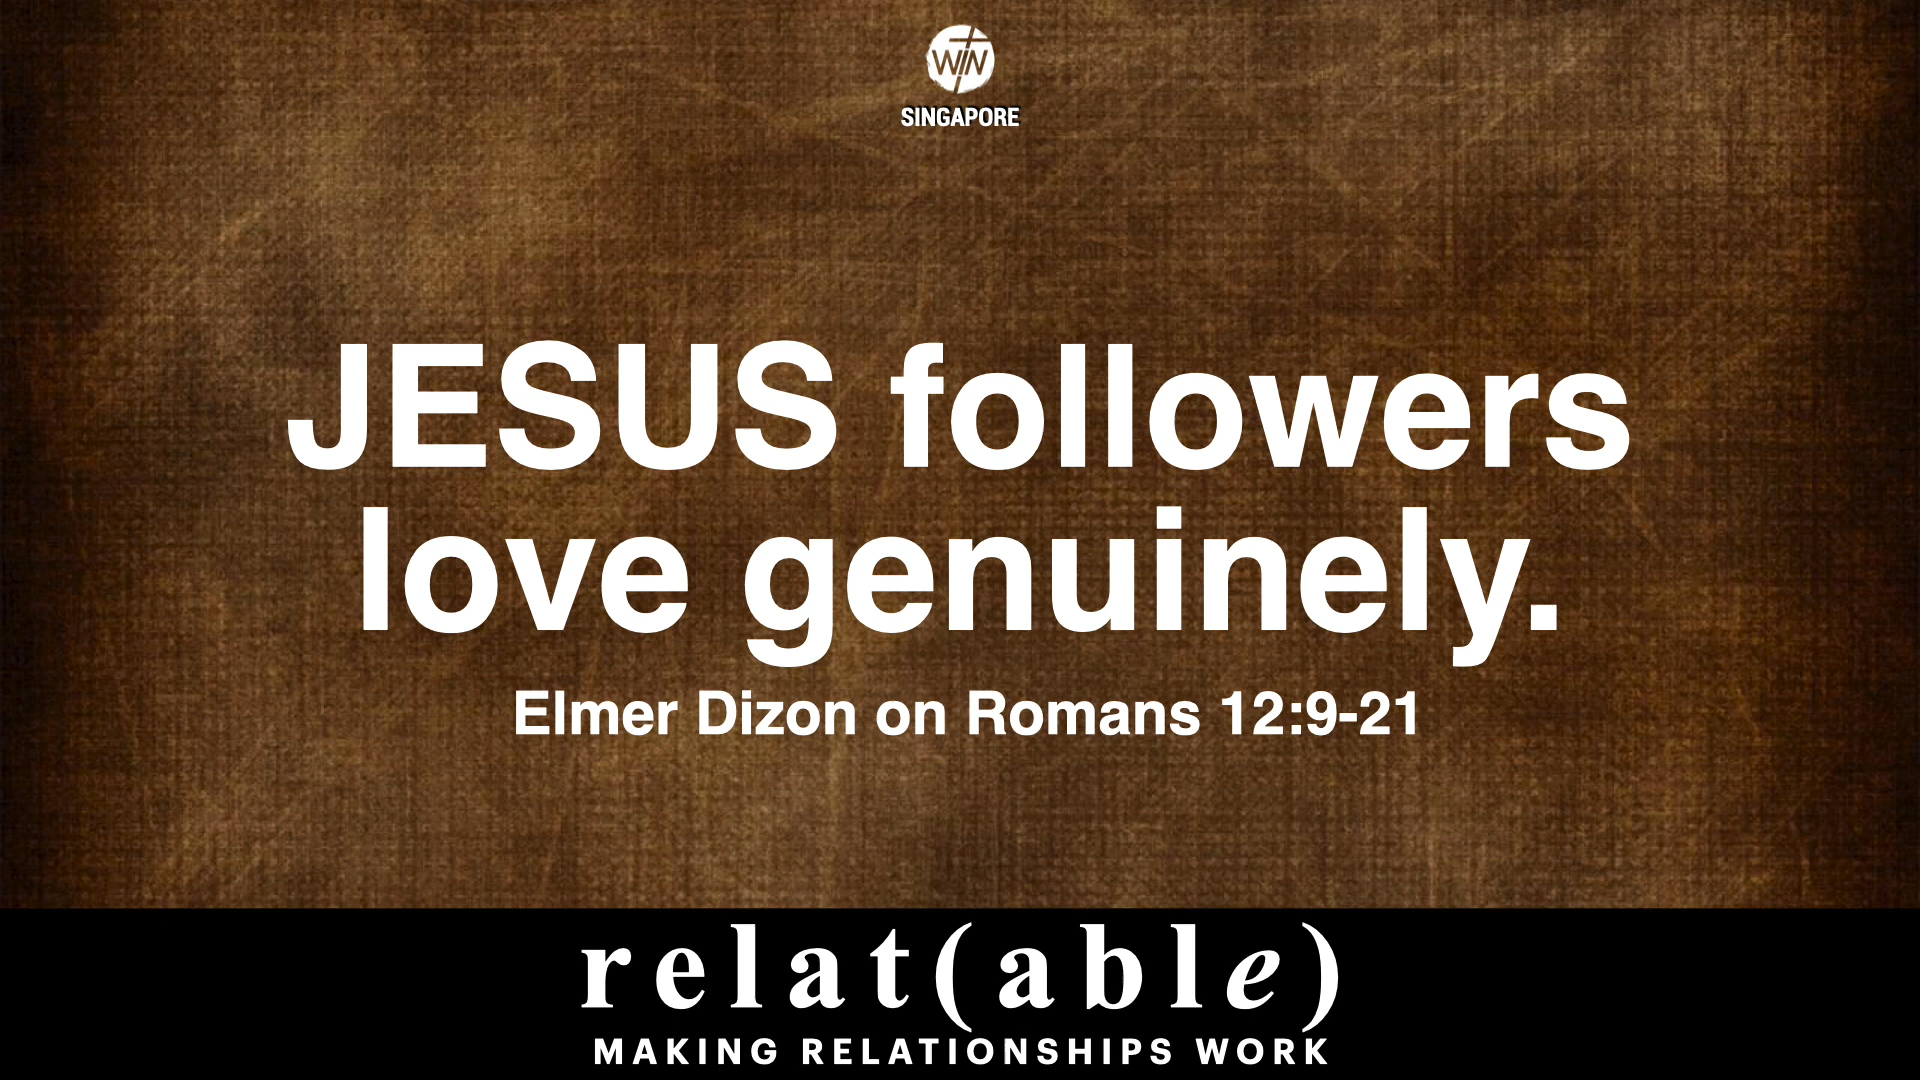 WIN
SINGAPORE
JESUS followers
love genuinely.
Elmer Dizon on Romans 12:9-21
relat(able)
MAKING RELATIONSHIPS WORK